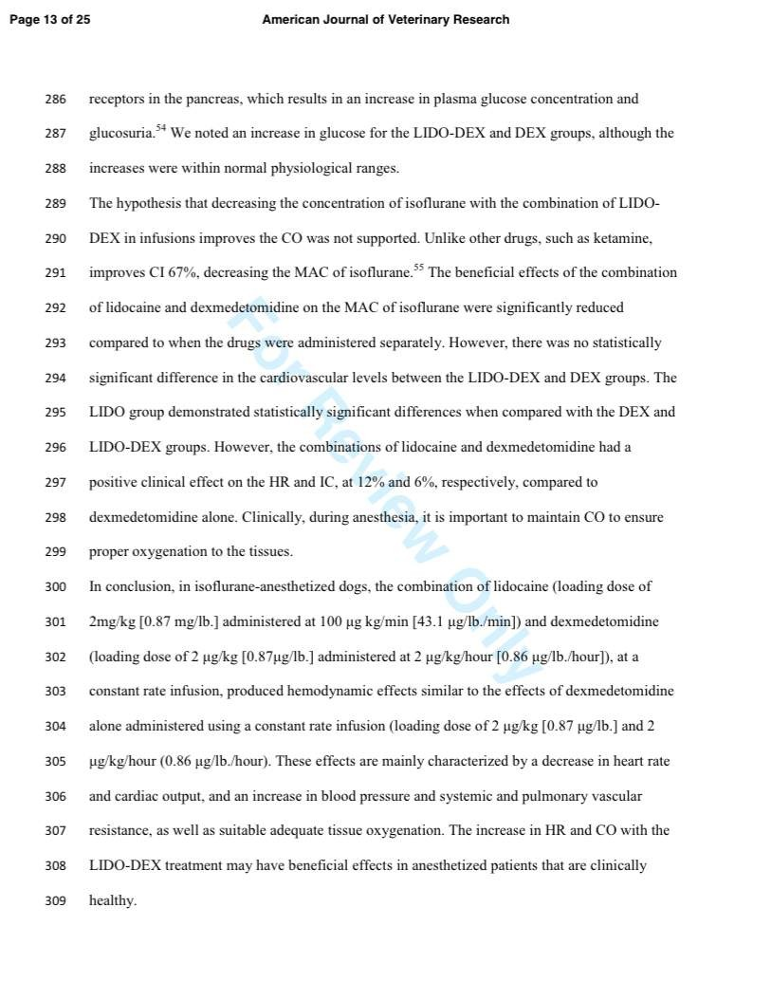 Page 13 of 25
American Journal of Veterinary Research
286 receptors in the pancreas, which results in an increase in plasma glucose concentration and
287 glucosuria.54 We noted an increase in glucose for the LIDO-DEX and DEX groups, although the
288 increases were within normal physiological ranges.
289 The hypothesis that decreasing the concentration of isoflurane with the combination of LIDO-
290 DEX in infusions improves the CO was not supported. Unlike other drugs, such as ketamine,
291 improves CI 67%, decreasing the MAC of isoflurane.55 The beneficial effects of the combination
292 of lidocaine and dexmedetomidine on the MAC of isoflurane were significantly reduced
293 compared to when the drugs were administered separately. However, there was no statistically
294 significant difference in the cardiovascular levels between the LIDO-DEX and DEX groups. The
295 LIDO group demonstrated statistically significant differences when compared with the DEX and
296 LIDO-DEX groups. However, the combinations of lidocaine and dexmedetomidine had a
297 positive clinical effect on the HR and IC, at 12% and 6%, respectively, compared to
298 dexmedetomidine alone. Clinically, during anesthesia, it is important to maintain CO to ensure
299 proper oxygenation to the tissues.
300 In conclusion, in isoflurane-anesthetized dogs, the combination of lidocaine (loading dose of
301 2mg/kg [0.87 mg/lb.] administered at 100 μg kg/min [43.1 μg/lb./min]) and dexmedetomidine
302 (loading dose of 2 μg/kg [0.87μg/lb.] administered at 2 μg/kg/hour [0.86 μg/lb./hour]), at a
303 constant rate infusion, produced hemodynamic effects similar to the effects of dexmedetomidine
304 alone administered using a constant rate infusion (loading dose of 2 μg/kg [0.87 μg/lb.] and 2
305 μg/kg/hour (0.86 μg/lb./hour). These effects are mainly characterized by a decrease in heart rate
306 and cardiac output, and an increase in blood pressure and systemic and pulmonary vascular
307 resistance, as well as suitable adequate tissue oxygenation. The increase in HR and CO with the
308 LIDO-DEX treatment may have beneficial effects in anesthetized patients that are clinically
309 healthy.
For Review Only